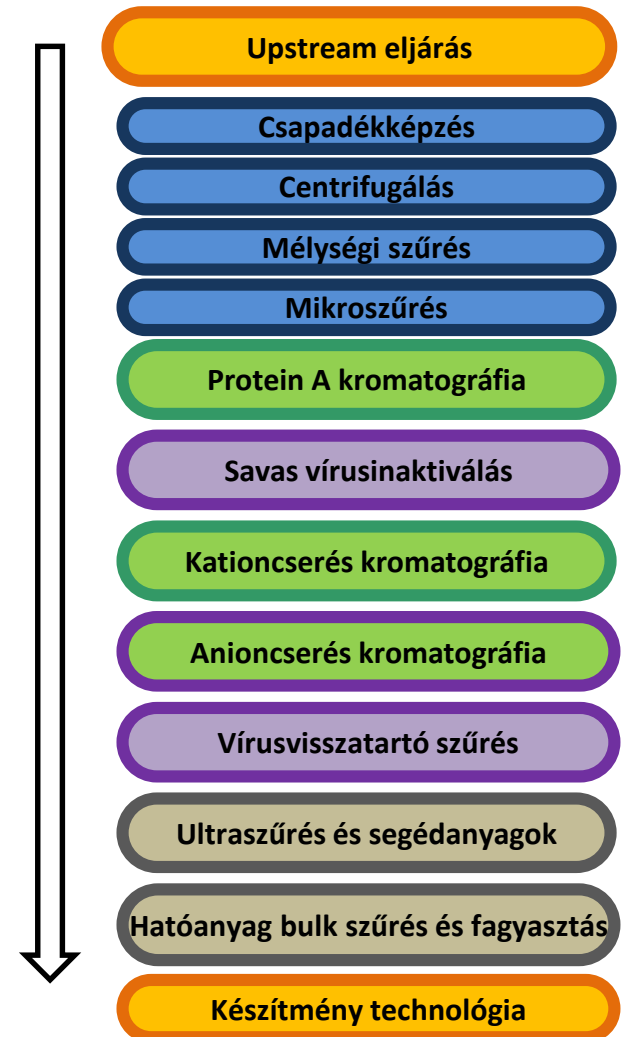 Upstream eljárás
Csapadékképzés
Centrifugálás
Mélységi szűrés
Mikroszűrés
Protein A kromatográfia
Savas vírusinaktiválás
Kationcserés kromatográfia
Anioncserés kromatográfia
Vírusvisszatartó szűrés
Ultraszűrés és segédanyagok
Hatóanyag bulk szűrés és fagyasztás
Készítmény technológia